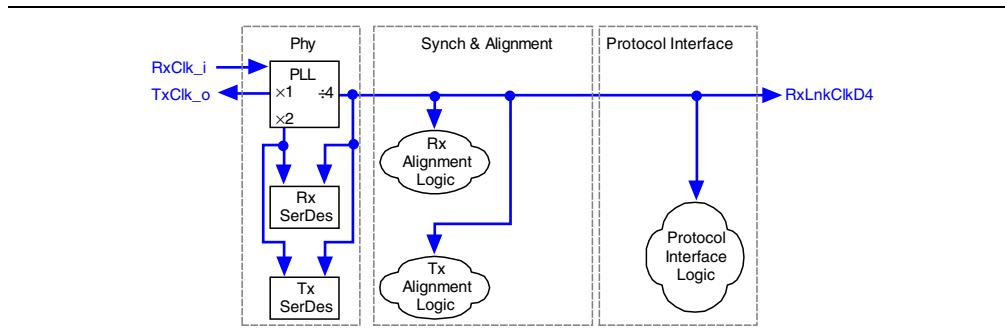 Phy
Synch & Alignment
Protocol Interface
RxClk_i
TxClk_o
PLL
×1
÷4
×2
RxLnkClkD4
Rx
Alignment
Logic
Rx
SerDes
Protocol
Interface
Logic
Tx
Alignment
Logic
Tx
SerDes